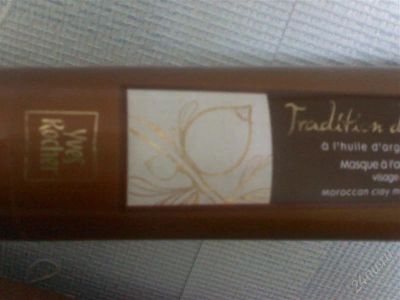 Yves
Rocher
Tradition d
à l'huile d'arg
Masque à l'a
visage
Moroccan clay m